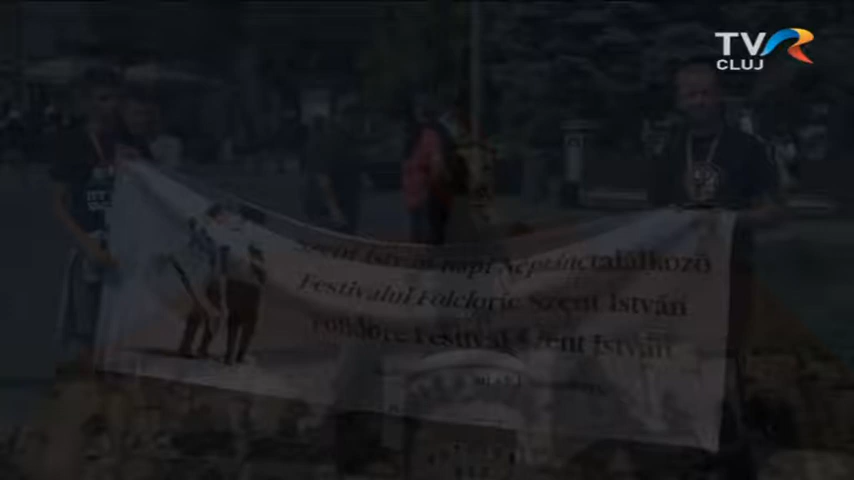 TVR
CLUJ
Szent István-napi Néptánctalálkozó
Festivalul Folcloric Szent István
Folklore Festival Szent István